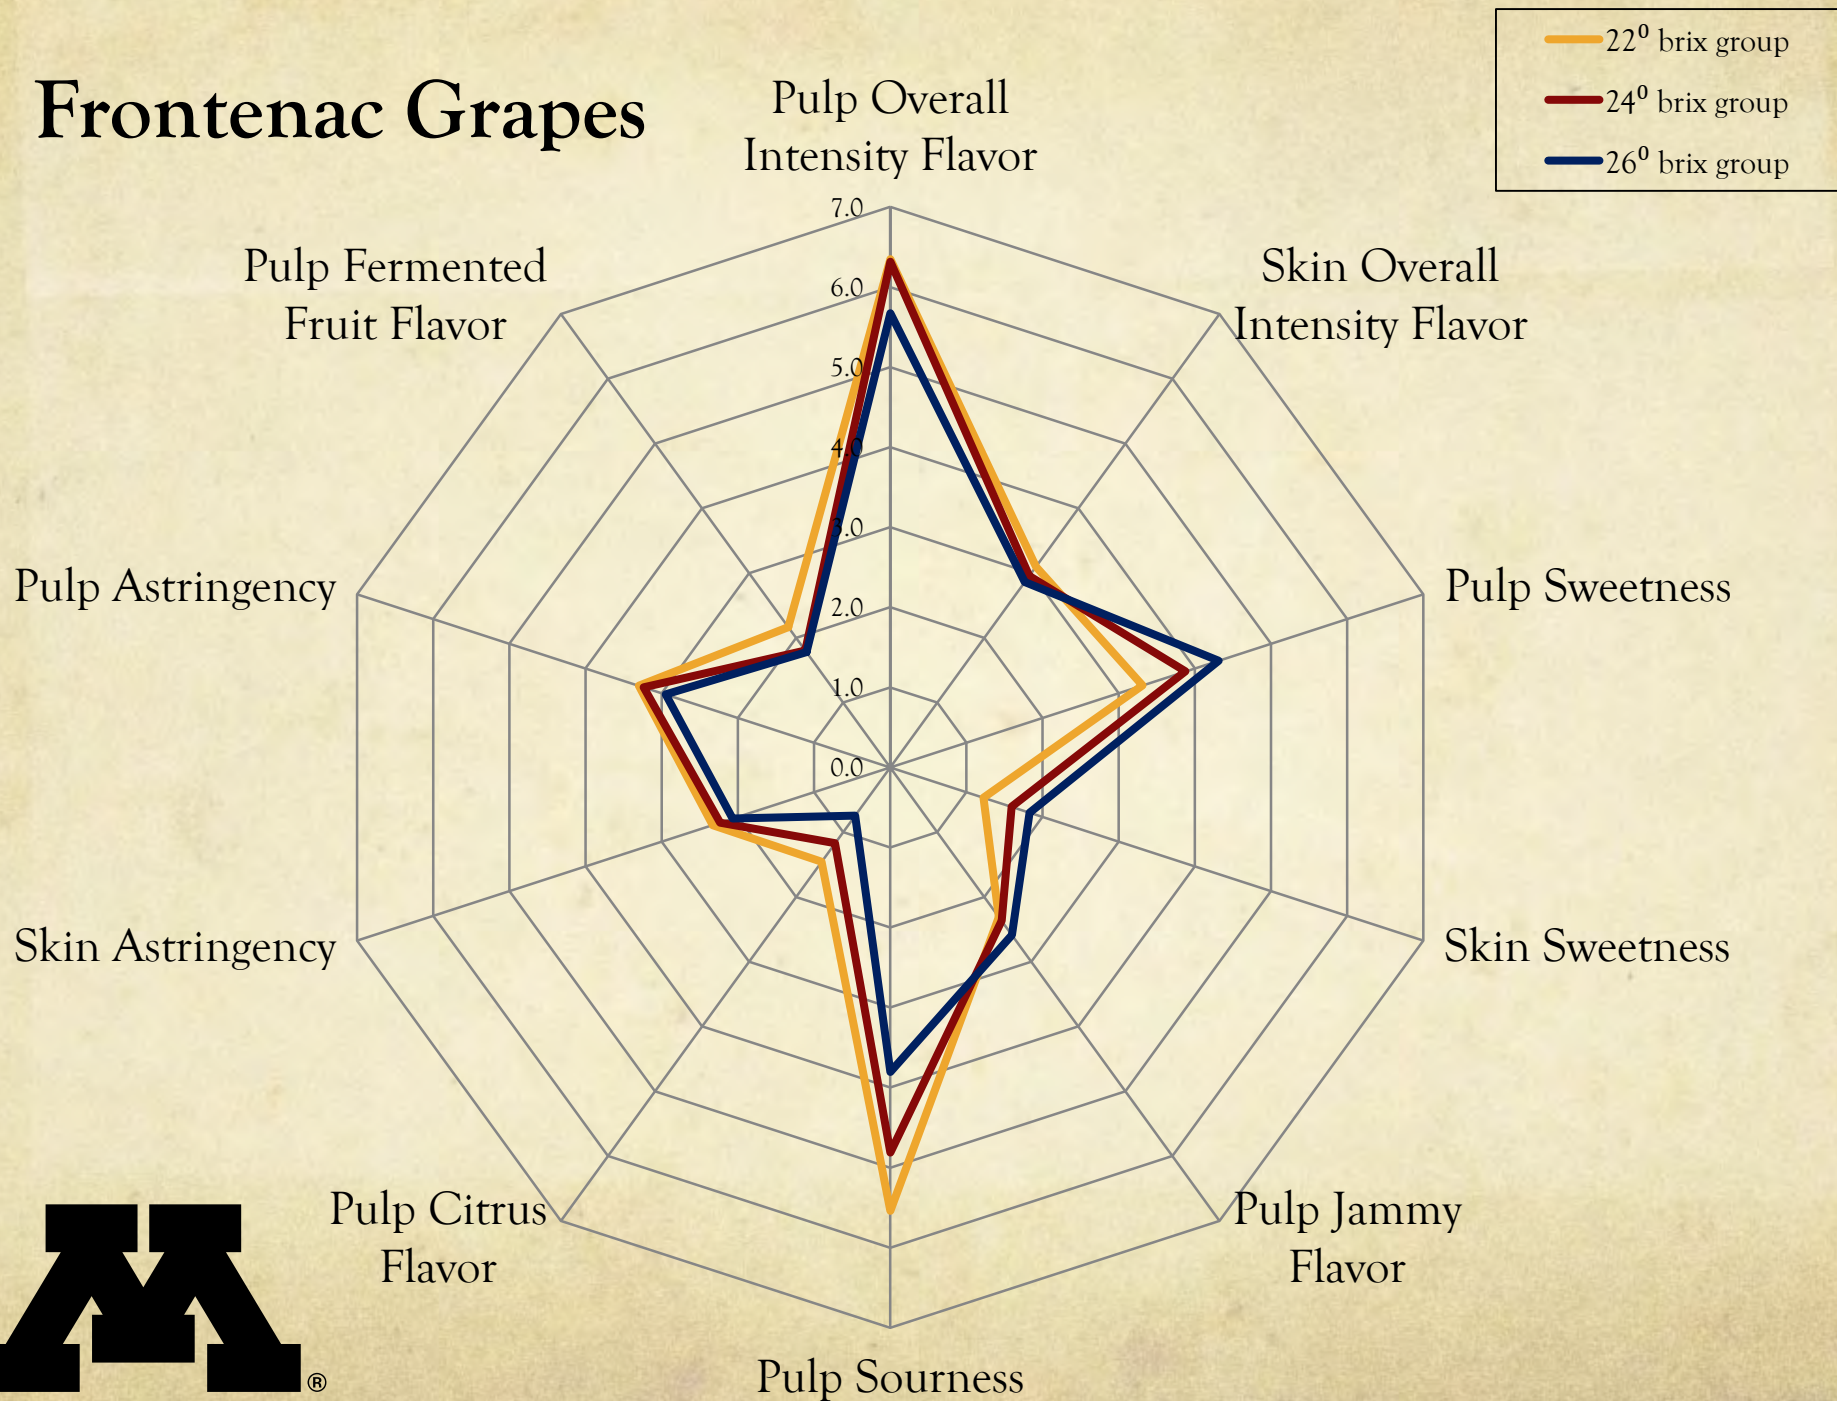 Frontenac Grapes
22⁰ brix group
24⁰ brix group
26⁰ brix group
Pulp Overall
Intensity Flavor
Skin Overall
Intensity Flavor
Pulp Sweetness
Skin Sweetness
Pulp Jammy
Flavor
Pulp Sourness
Pulp Citrus
Flavor
Skin Astringency
Pulp Astringency
Pulp Fermented
Fruit Flavor
7.0
6.0
5.0
4.0
3.0
2.0
1.0
0.0
M
®